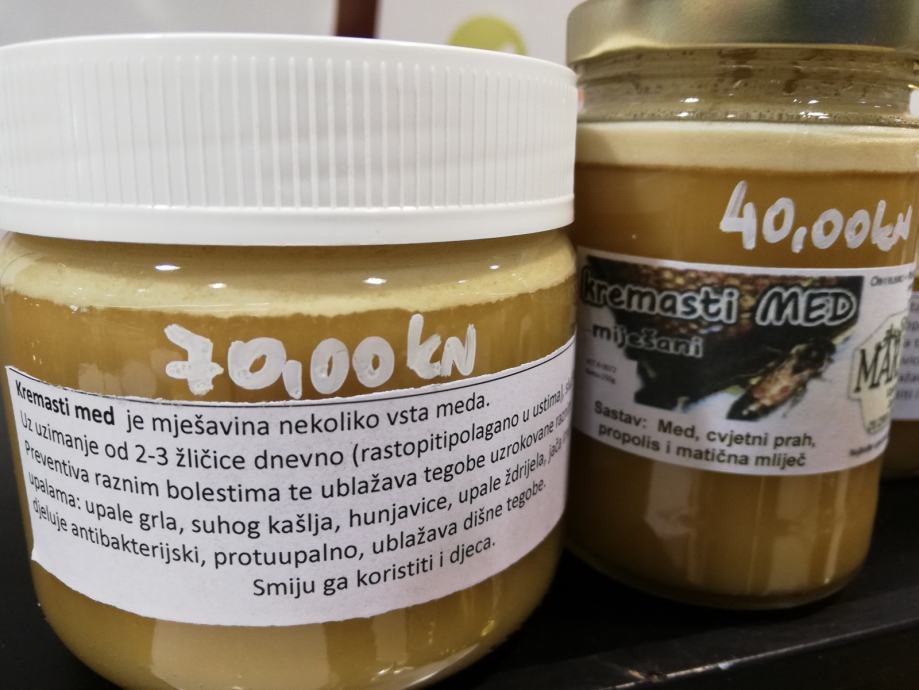 70,00kn
Kremasti med je mješavina nekoliko vsta meda.
Uz uzimanje od 2-3 žličice dnevno (rastopitipolagano u ustima),
Preventiva raznim bolestima te ublažava tegobe uzrokovane
upalama: upale grla, suhog kašlja, hunjavice, upale ždrijela,
djeluje antibakterijski, protuupalno, ublažava dišne tegobe.
Smiju ga koristiti i djeca.
40,00kn
kremasti MED
miješani
Sastav: Med, cvjetni prah,
propolis i matična mliječ